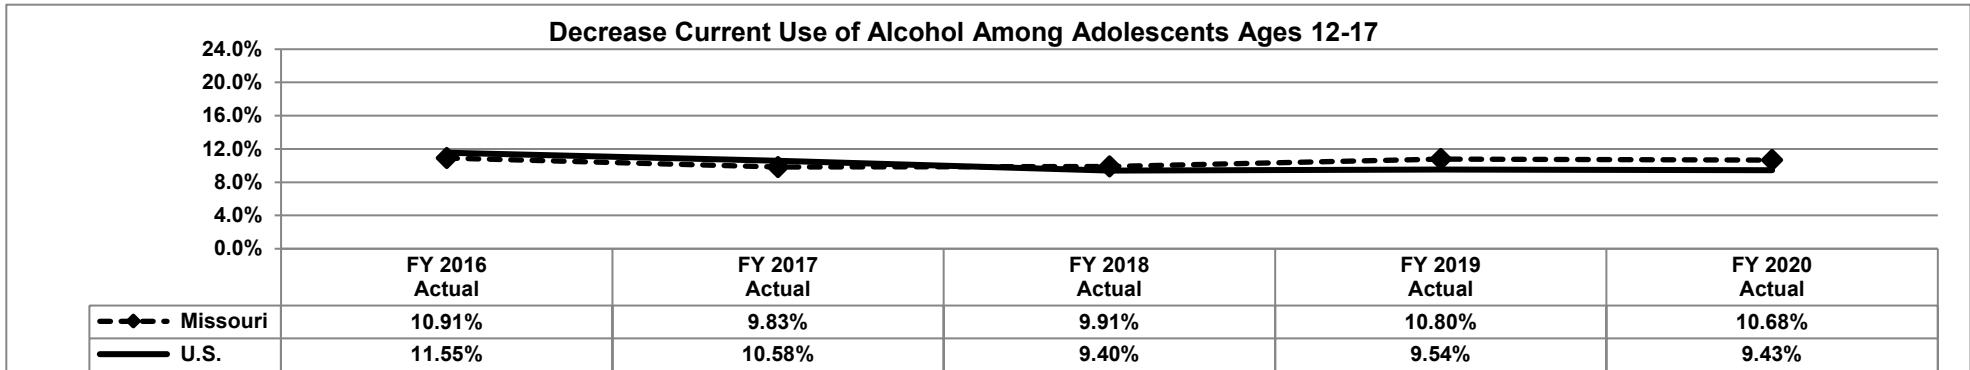 Decrease Current Use of Alcohol Among Adolescents Ages 12-17
24.0%
20.0%
16.0%
12.0%
8.0%
4.0%
0.0%
FY 2016 FY 2017 FY 2018 FY 2019 FY 2020
Actual Actual Actual Actual Actual
Missouri 10.91% 9.83% 9.91% 10.80% 10.68%
U.S. 11.55% 10.58% 9.40% 9.54% 9.43%